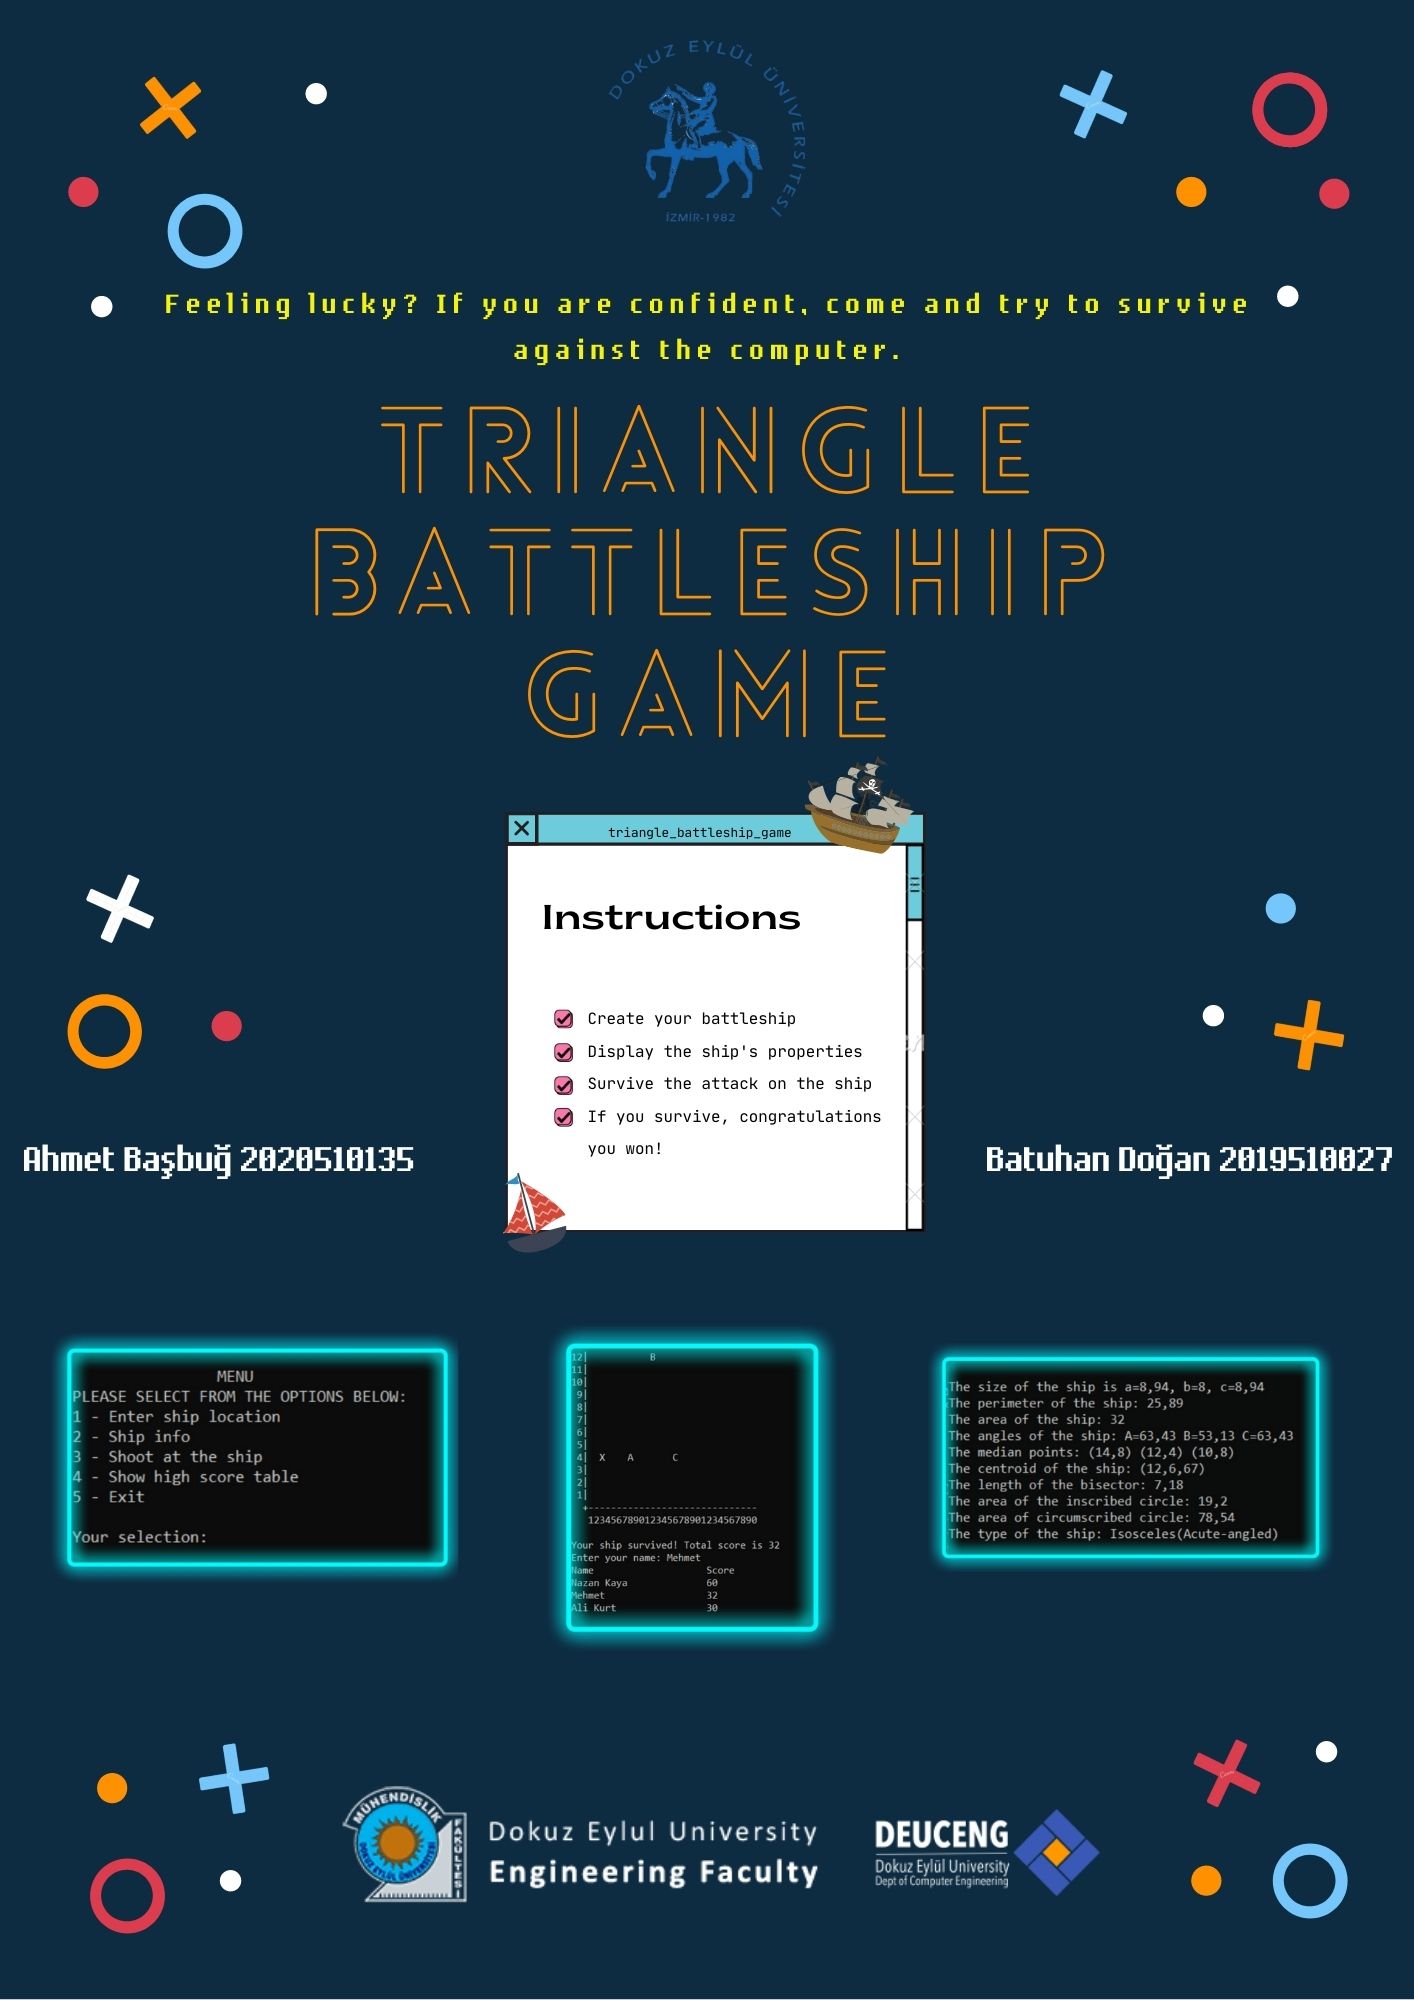 DOKUZ EYLÜL ÜNİVERSİTESİ
İZMİR-1982
Feeling lucky? If you are confident, come and try to survive
against the computer.
TRIANGLE
BATTLESHIP
GAME
triangle_battleship_game
Instructions
Create your battleship
Display the ship's properties
Survive the attack on the ship
If you survive, congratulations
you won!
Ahmet Başbuğ 2020510135
Batuhan Doğan 2019510027
MENU
PLEASE SELECT FROM THE OPTIONS BELOW:
1 - Enter ship location
2 - Ship info
3 - Shoot at the ship
4 - Show high score table
5 - Exit
Your selection:
12| B
11|
10|
9|
8|
7|
6|
5|
4| X A C
3|
2|
1|
+------------------------------
123456789012345678901234567890
Your ship survived! Total score is 32
Enter your name: Mehmet
Name Score
Nazan Kaya 60
Mehmet 32
Ali Kurt 30
The size of the ship is a=8,94, b=8, c=8,94
The perimeter of the ship: 25,89
The area of the ship: 32
The angles of the ship: A=63,43 B=53,13 C=63,43
The median points: (14,8) (12,4) (10,8)
The centroid of the ship: (12,6,67)
The length of the bisector: 7,18
The area of the inscribed circle: 19,2
The area of circumscribed circle: 78,54
The type of the ship: Isosceles(Acute-angled)
MÜHENDİSLİK
FAKÜLTESİ
DOKUZ EYLÜL ÜNİVERSİTESİ
Dokuz Eylul University
Engineering Faculty
DEUCENG
Dokuz Eylül University
Dept of Computer Engineering